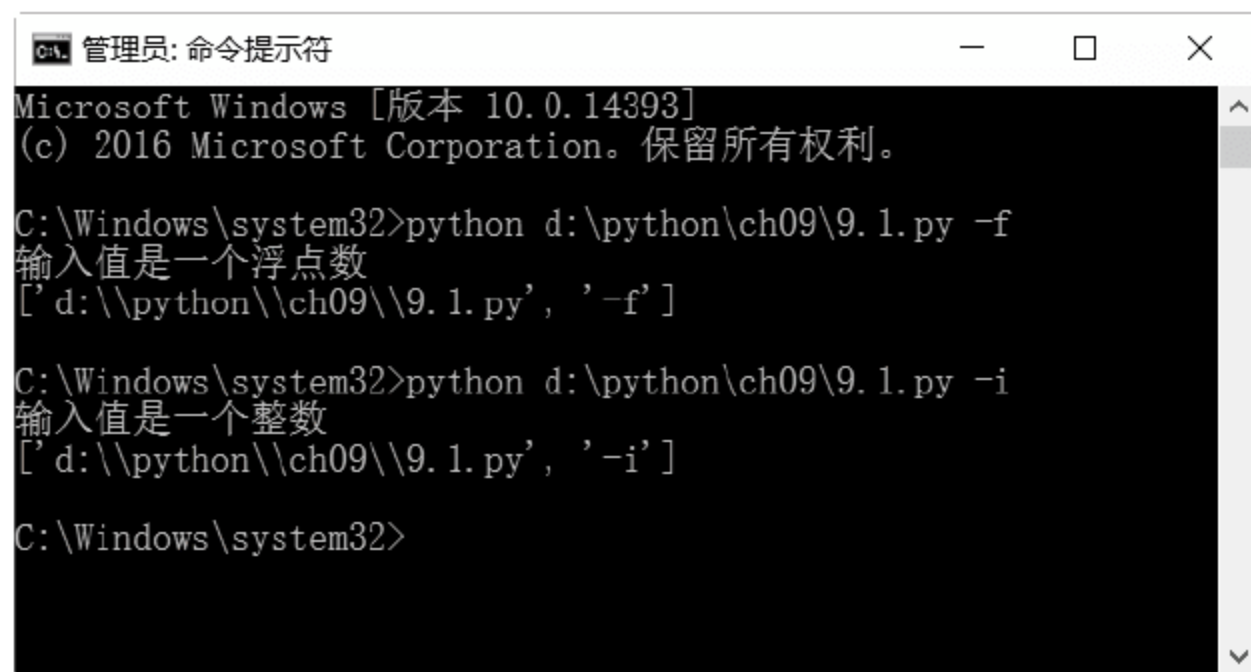 管理员: 命令提示符
Microsoft Windows [版本 10.0.14393]
(c) 2016 Microsoft Corporation。保留所有权利。
C:\Windows\system32>python d:\python\ch09\9.1.py -f
输入值是一个浮点数
['d:\\python\\ch09\\9.1.py', '-f']
C:\Windows\system32>python d:\python\ch09\9.1.py -i
输入值是一个整数
['d:\\python\\ch09\\9.1.py', '-i']
C:\Windows\system32>